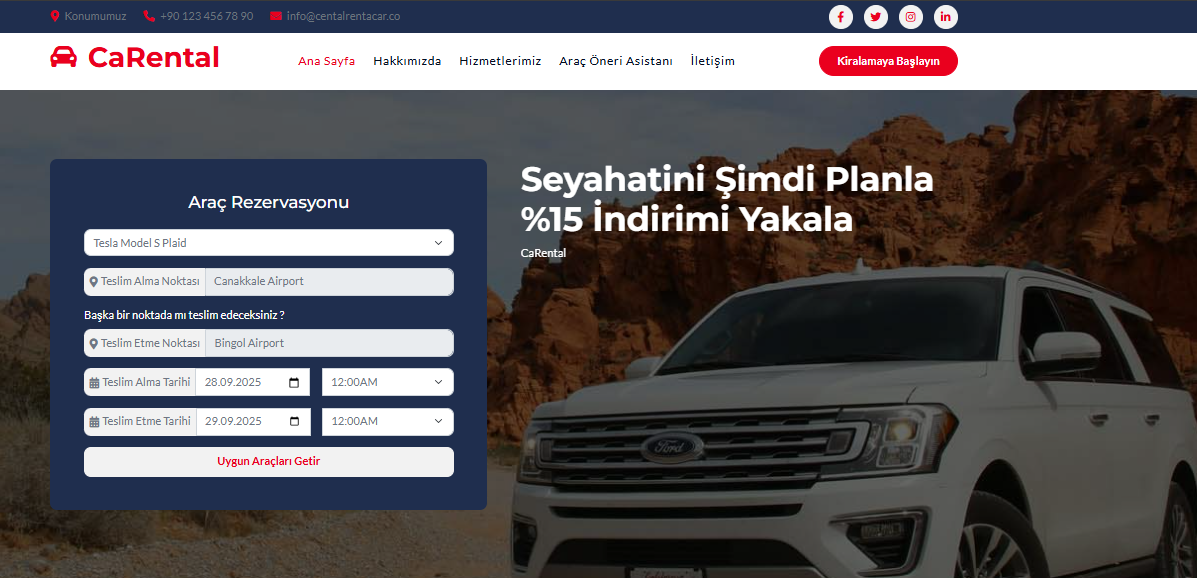 Konumumuz +90 123 456 78 90 info@centalrentacar.co
CaRental Ana Sayfa Hakkımızda Hizmetlerimiz Araç Öneri Asistanı İletişim Kiralamaya Başlayın
Seyahatini Şimdi Planla
%15 İndirimi Yakala
CaRental
Araç Rezervasyonu
Tesla Model S Plaid
Teslim Alma Noktası Canakkale Airport
Başka bir noktada mı teslim edeceksiniz ?
Teslim Etme Noktası Bingol Airport
Teslim Alma Tarihi 28.09.2025 12:00AM
Teslim Etme Tarihi 29.09.2025 12:00AM
Uygun Araçları Getir
Ford